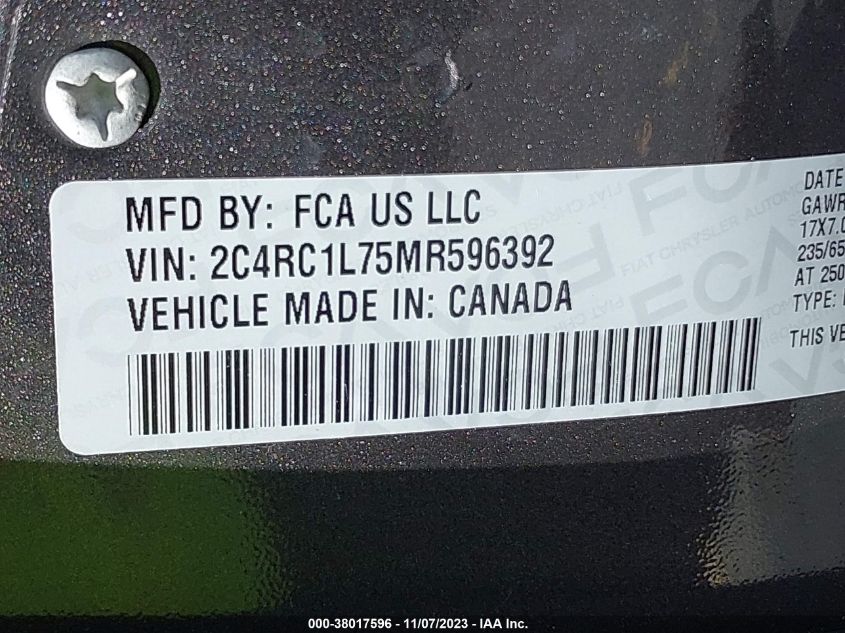 MFD BY: FCA US LLC
VIN: 2C4RC1L75MR596392
VEHICLE MADE IN: CANADA
DATE
GAWR
17X7.0
235/65
AT 250
TYPE:
THIS VE
000-38017596 - 11/07/2023 - IAA Inc.